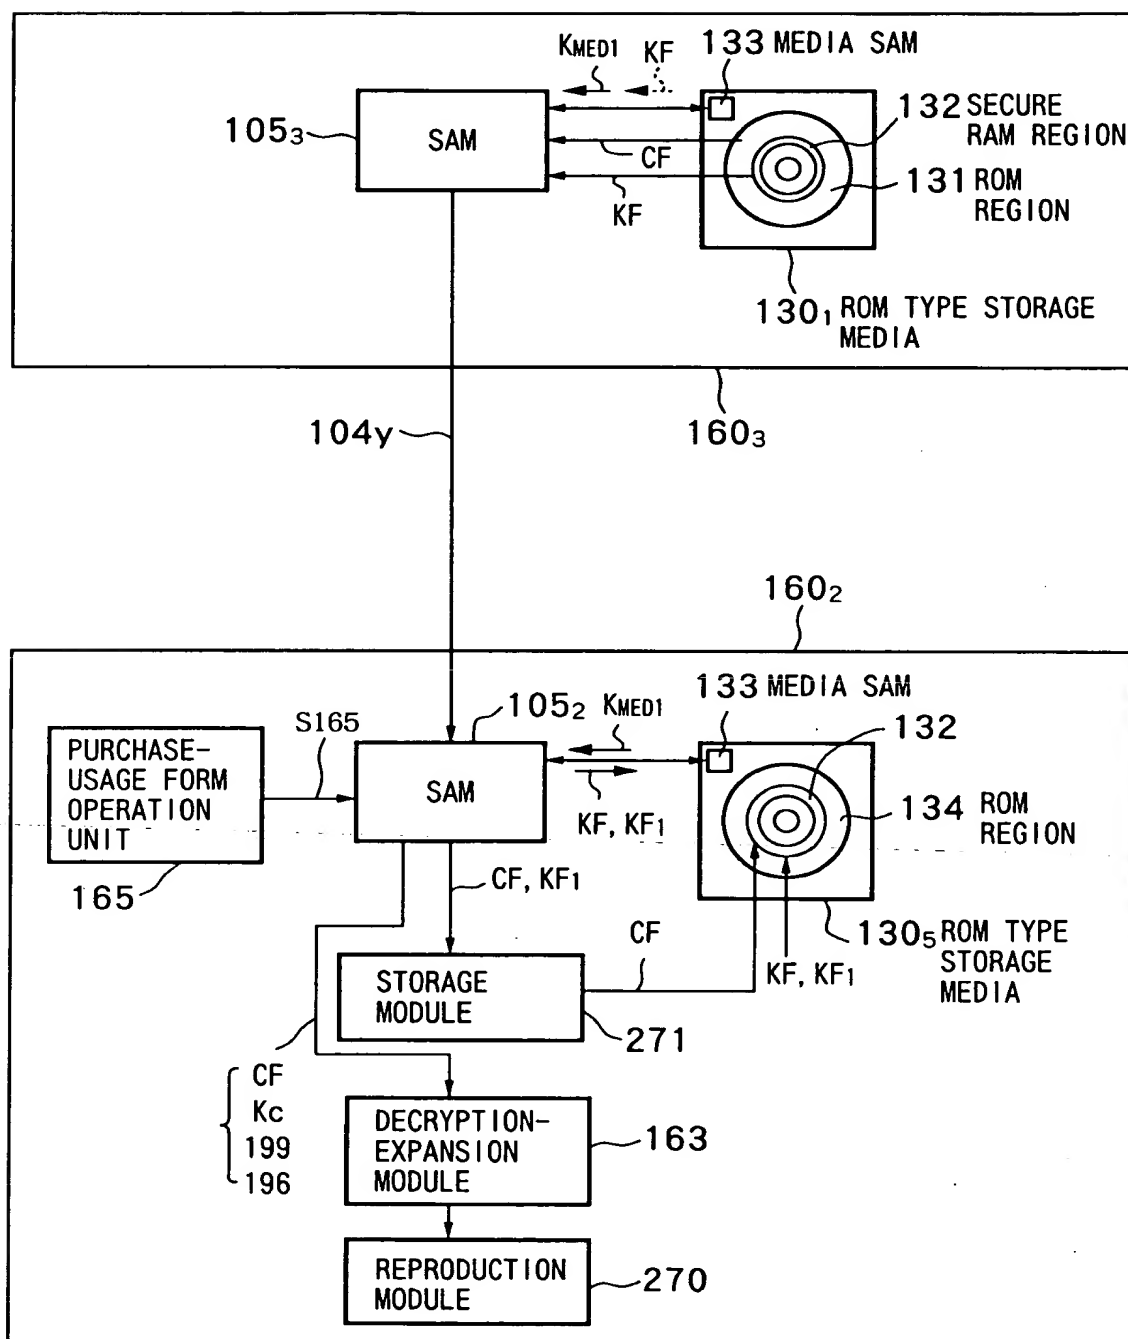 133 MEDIA SAM
KMED1
KF
132 SECURE
RAM REGION
105₃
SAM
CF
131 ROM
REGION
KF
130₁ ROM TYPE STORAGE
MEDIA
104y
160₃
160₂
133 MEDIA SAM
105₂
KMED1
S165
132
PURCHASE-
USAGE FORM
OPERATION
UNIT
SAM
134 ROM
REGION
KF, KF₁
165
CF, KF₁
CF
130₅ ROM TYPE
STORAGE
MEDIA
KF, KF₁
STORAGE
MODULE
271
CF
Kc
199
196
DECRYPTION-
EXPANSION
MODULE
163
REPRODUCTION
MODULE
270